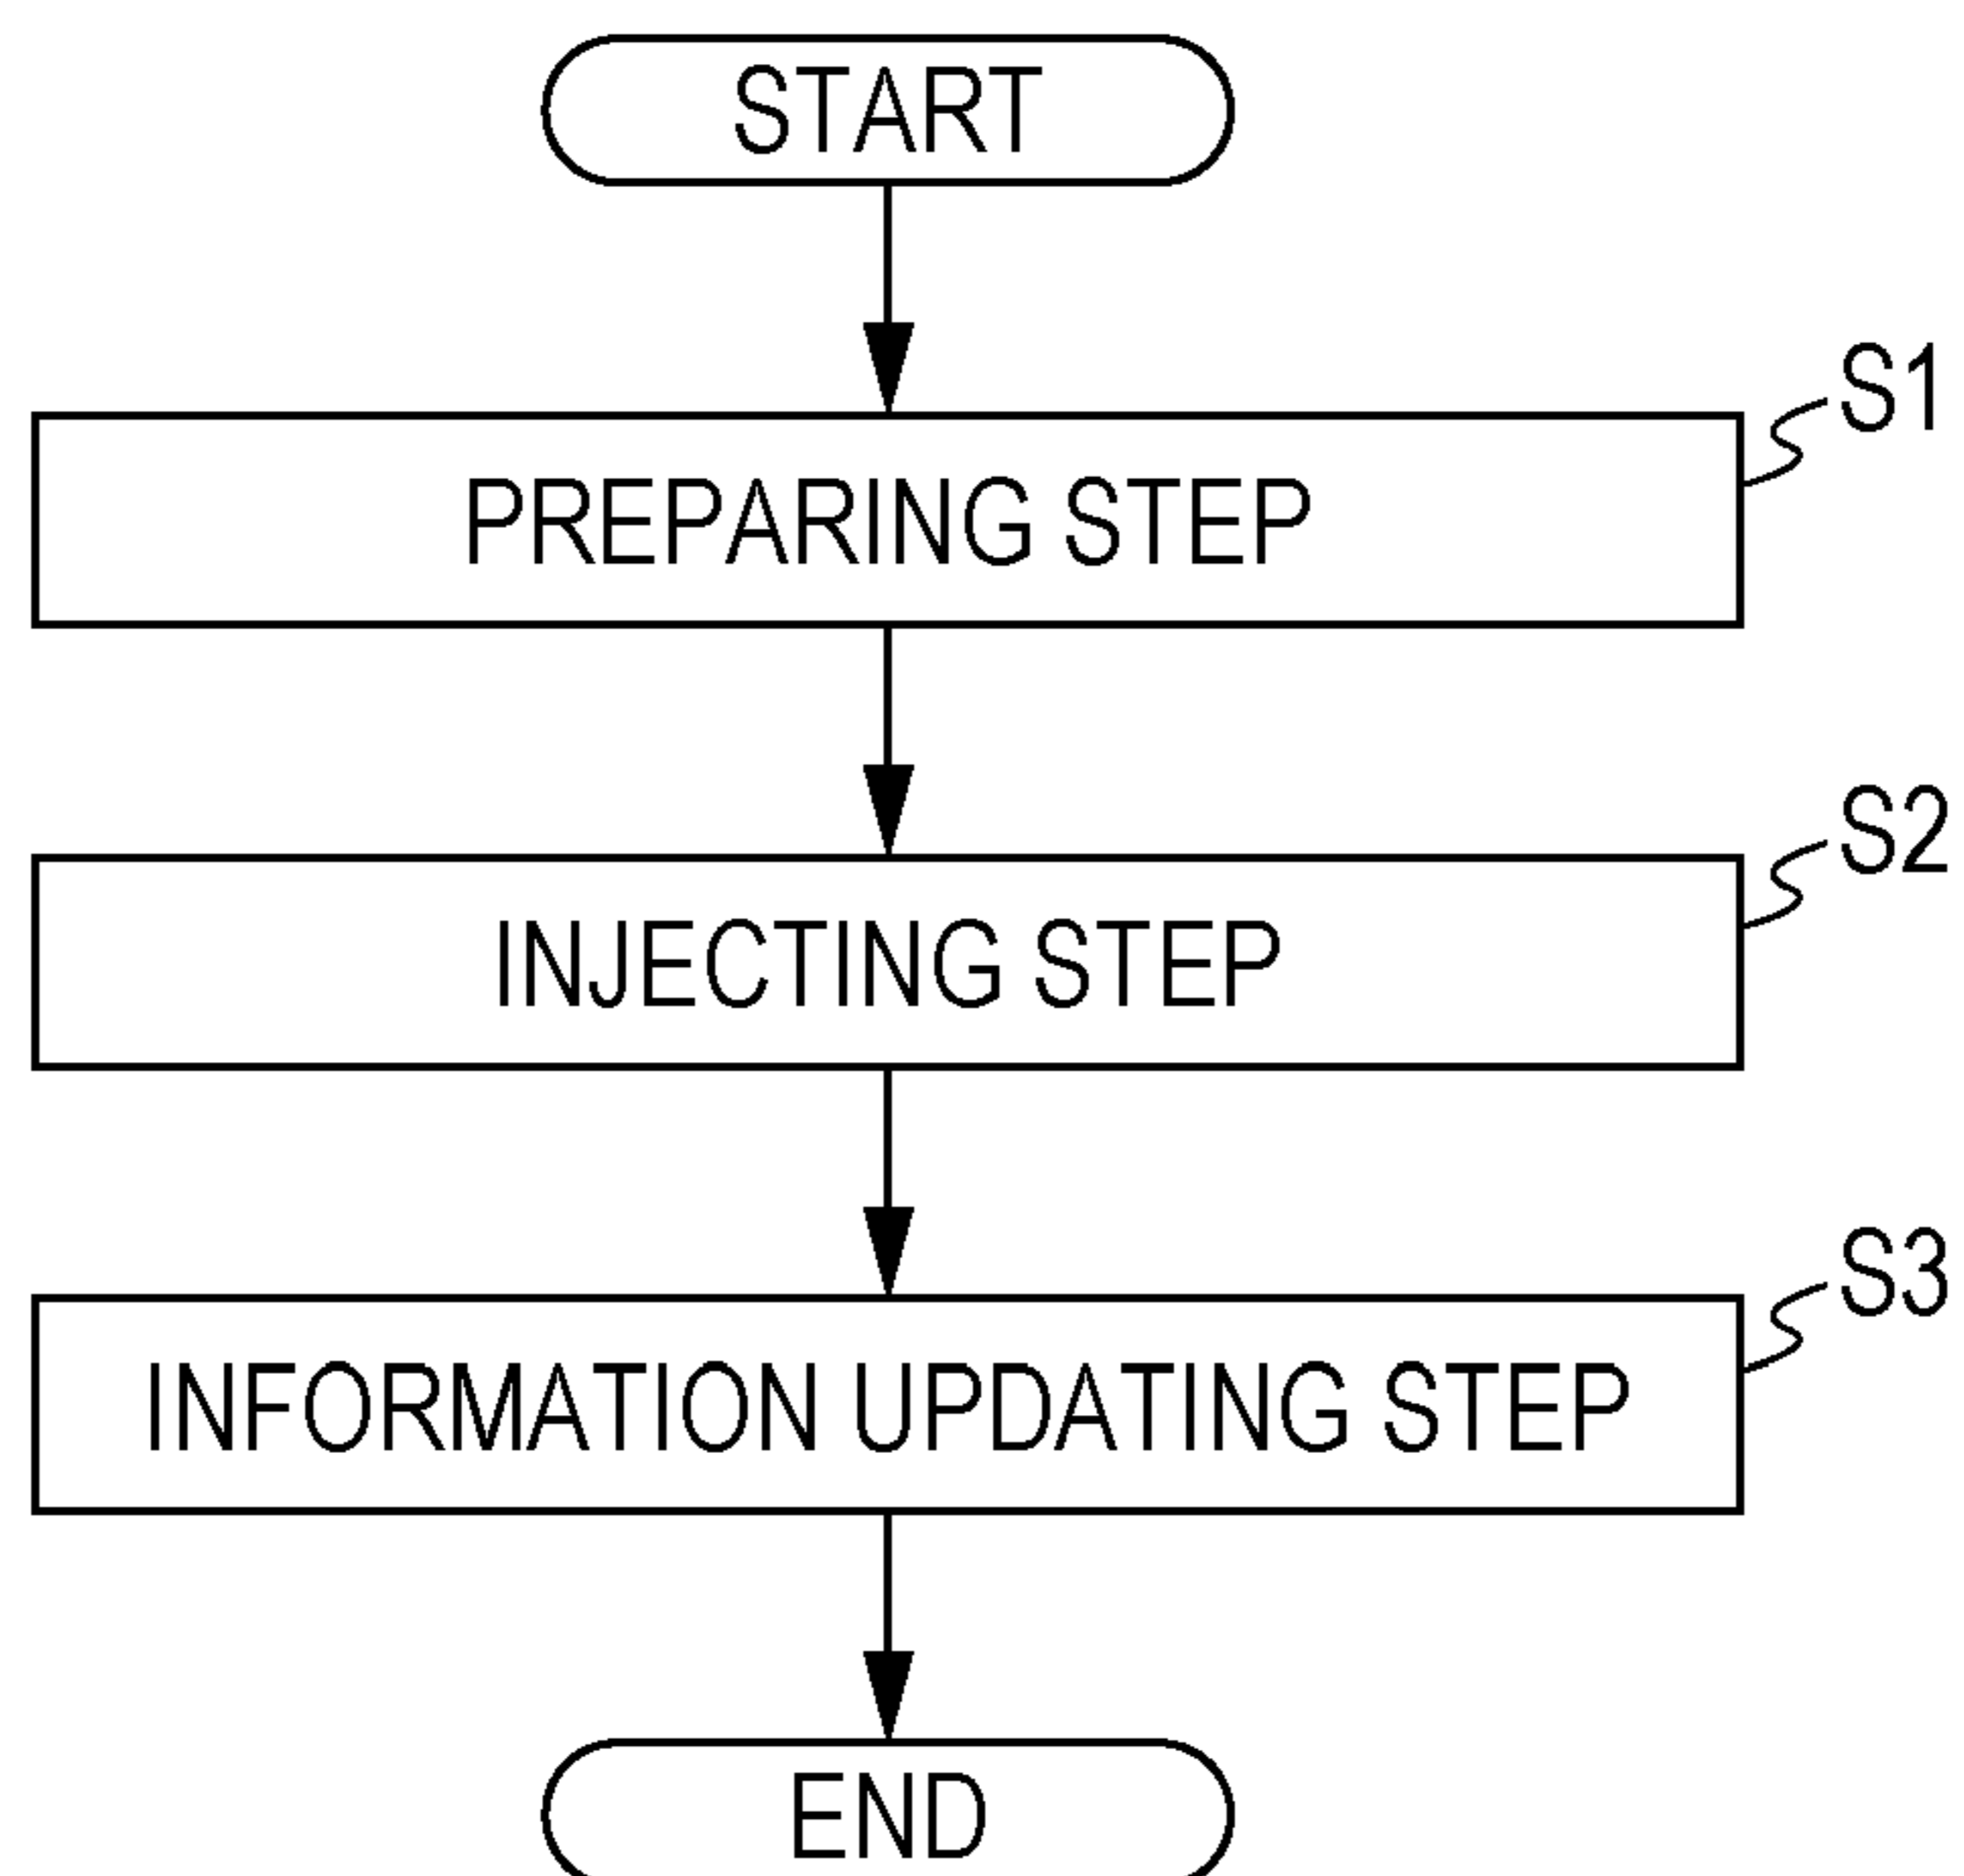 START
S1
PREPARING STEP
S2
INJECTING STEP
S3
INFORMATION UPDATING STEP
END